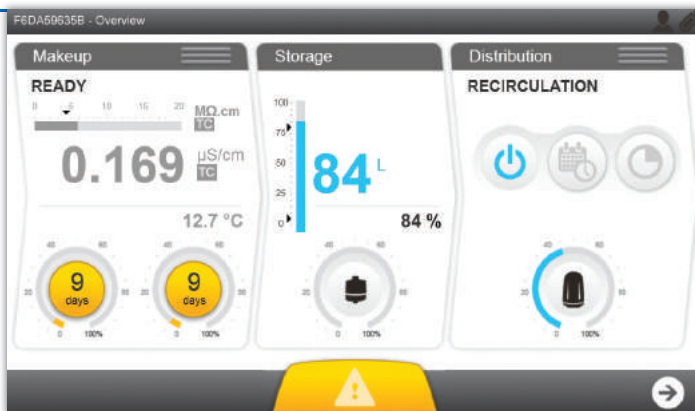 F6DA59635B - Overview
Makeup
READY
0 5 10 15 20 MΩ.cm
TC
0.169 µS/cm
TC
12.7 °C
40 60
20 80
0 100%
9
days
40 60
20 80
0 100%
9
days
Storage
100
75
50
25
0
84 L
84 %
40 60
20 80
0 100%
Distribution
RECIRCULATION
40 60
20 80
0 100%